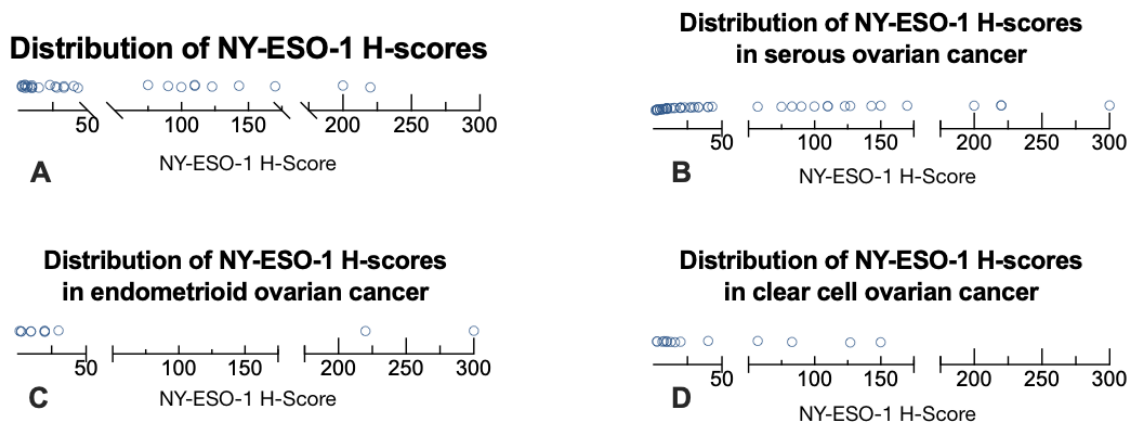 Distribution of NY-ESO-1 H-scores
50 100 150 200 250 300
NY-ESO-1 H-Score
A
Distribution of NY-ESO-1 H-scores
in serous ovarian cancer
50 100 150 200 250 300
NY-ESO-1 H-Score
B
Distribution of NY-ESO-1 H-scores
in endometrioid ovarian cancer
50 100 150 200 250 300
NY-ESO-1 H-Score
C
Distribution of NY-ESO-1 H-scores
in clear cell ovarian cancer
50 100 150 200 250 300
NY-ESO-1 H-Score
D